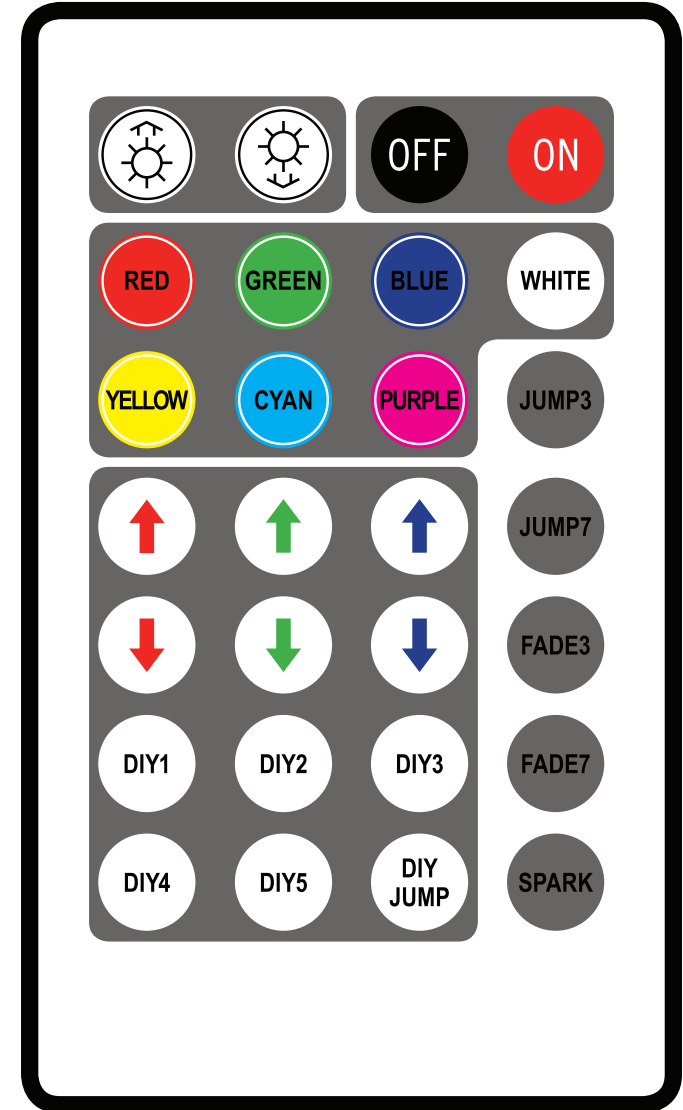 OFF
ON
RED
GREEN
BLUE
WHITE
YELLOW
CYAN
PURPLE
JUMP3
JUMP7
FADE3
DIY1
DIY2
DIY3
FADE7
DIY4
DIY5
DIY
JUMP
SPARK